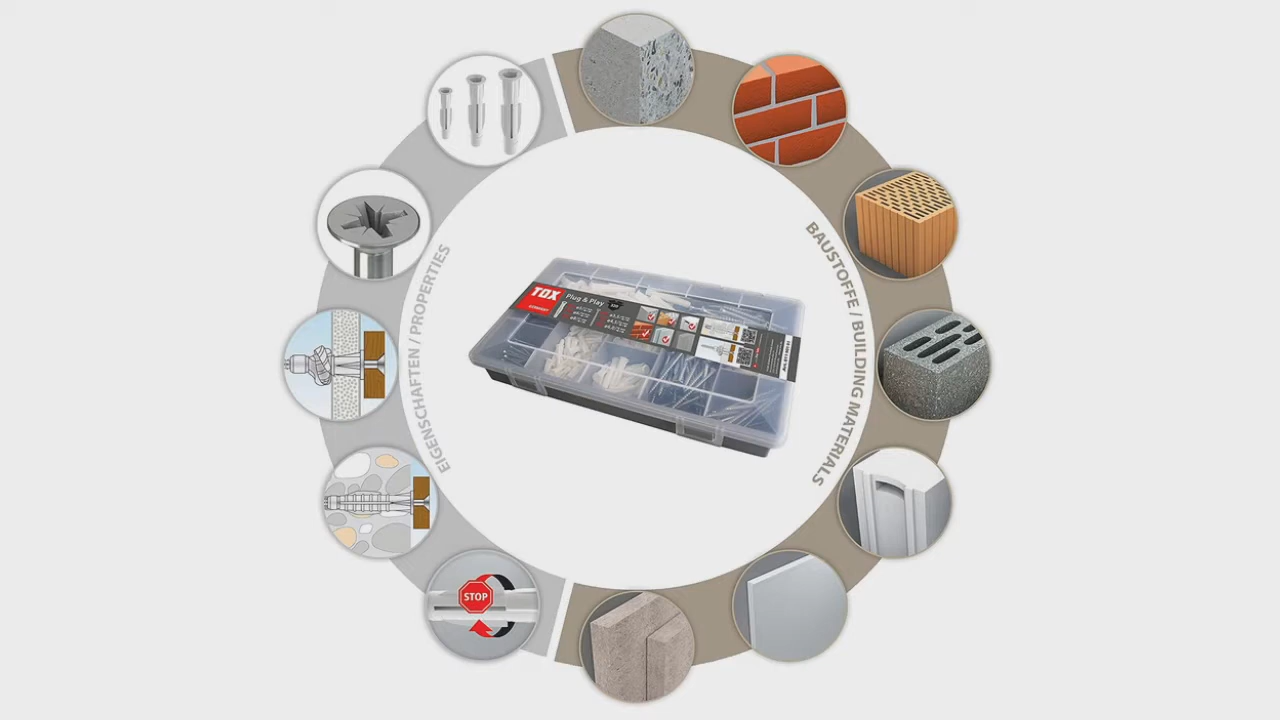 EIGENSCHAFTEN / PROPERTIES
BAUSTOFFE / BUILDING MATERIALS
TOX
Plug & Play
STOP